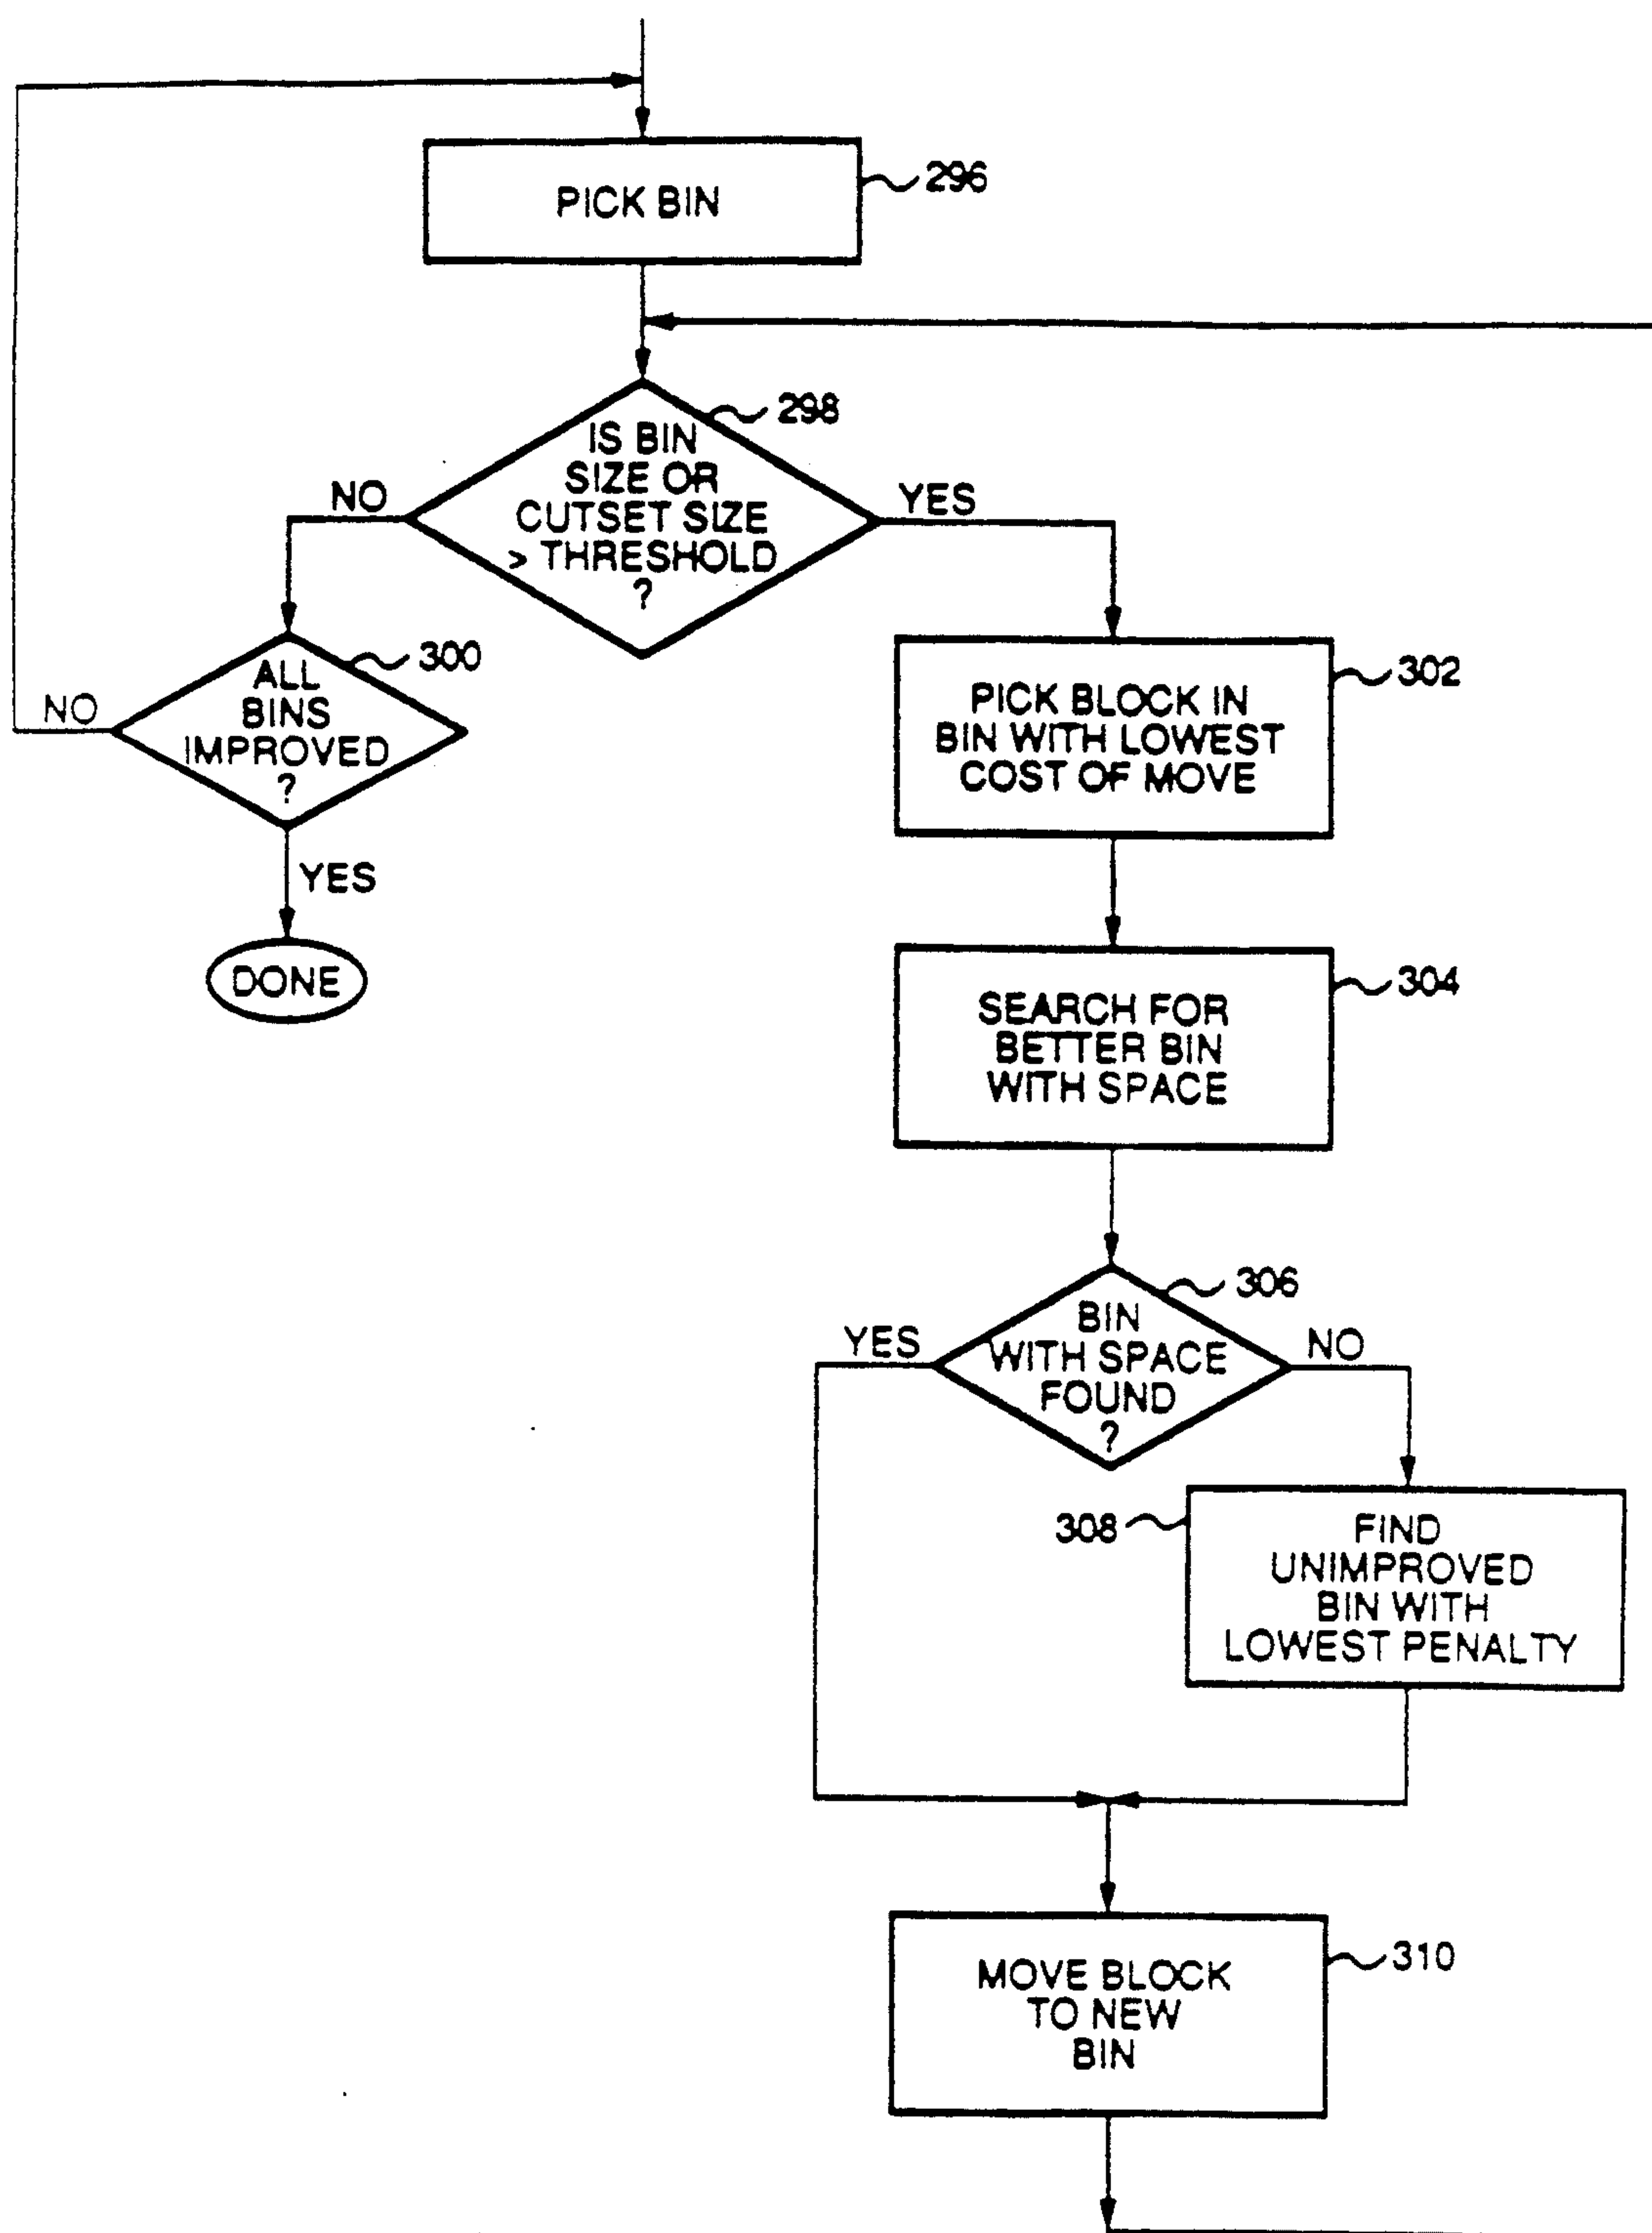 PICK BIN
296
298
IS BIN
SIZE OR
CUTSET SIZE
> THRESHOLD
?
NO
YES
300
ALL
BINS
IMPROVED
?
NO
YES
DONE
302
PICK BLOCK IN
BIN WITH LOWEST
COST OF MOVE
304
SEARCH FOR
BETTER BIN
WITH SPACE
306
BIN
WITH SPACE
FOUND
?
YES
NO
308
FIND
UNIMPROVED
BIN WITH
LOWEST PENALTY
310
MOVE BLOCK
TO NEW
BIN